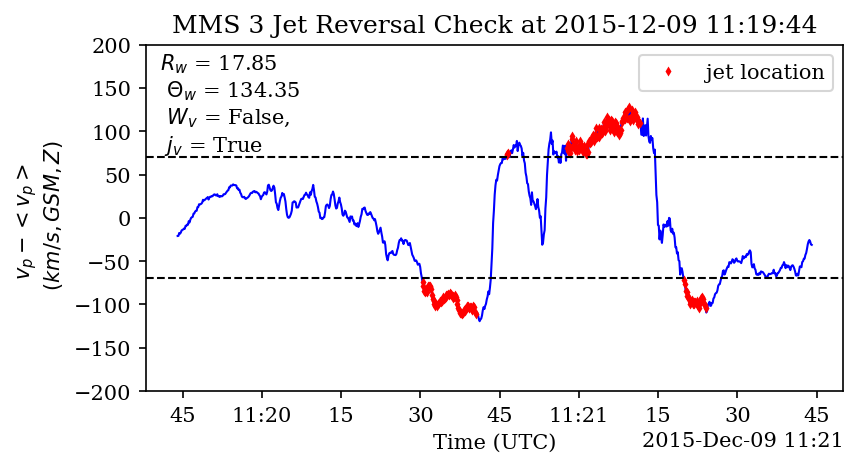 MMS 3 Jet Reversal Check at 2015-12-09 11:19:44
R_w = 17.85
Θ_w = 134.35
W_v = False,
j_v = True
jet location
v_p − < v_p >
(km/s, GSM, Z)
200
150
100
50
0
−50
−100
−150
−200
45 11:20 15 30 45 11:21 15 30 45
Time (UTC)
2015-Dec-09 11:21